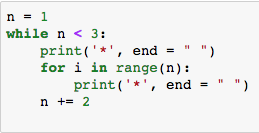 n = 1
while n < 3:
    print('*', end = " ")
    for i in range(n):
        print('*', end = " ")
    n += 2